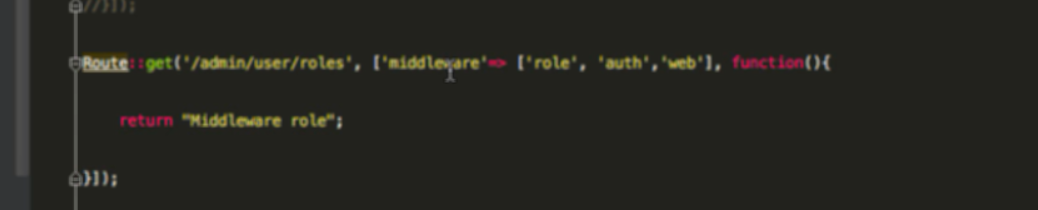 //}]);
Route::get('/admin/user/roles', ['middleware'=> ['role', 'auth','web'], function(){
return "Middleware role";
}]);